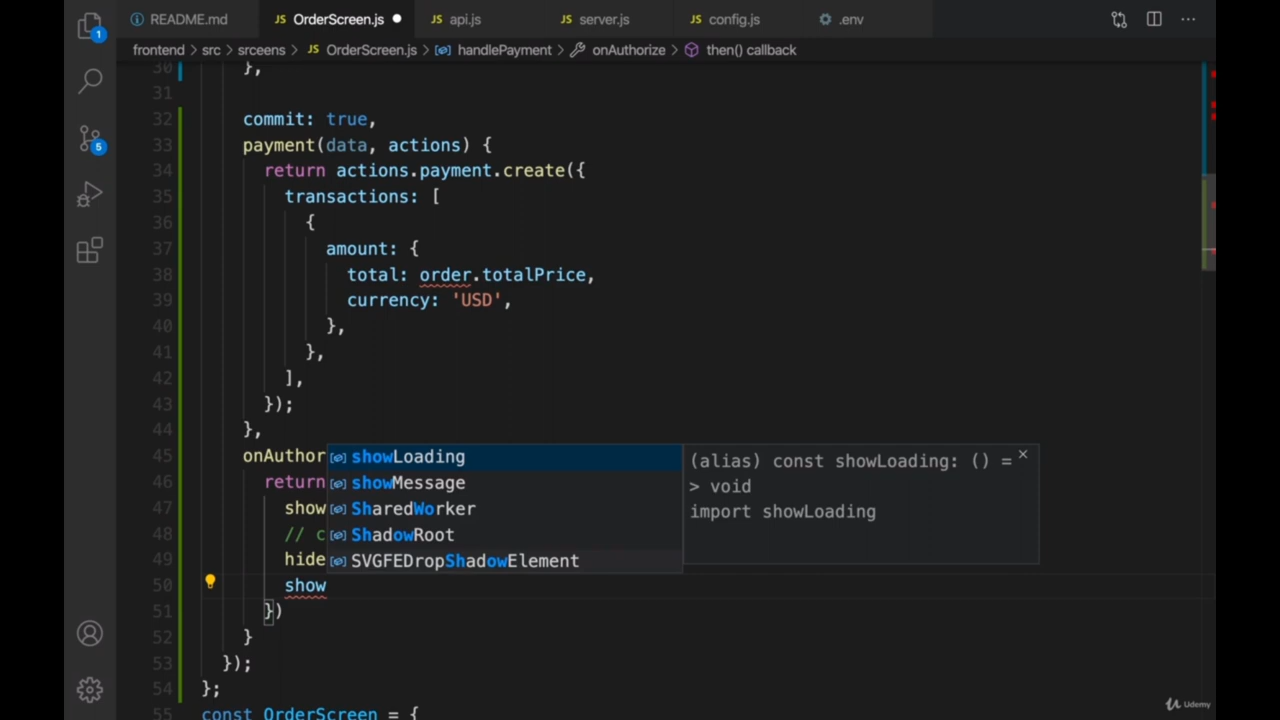 README.md OrderScreen.js api.js server.js config.js .env
frontend > src > srceens > JS OrderScreen.js > handlePayment > onAuthorize > then() callback
30 },
31
32 commit: true,
33 payment(data, actions) {
34 return actions.payment.create({
35 transactions: [
36 {
37 amount: {
38 total: order.totalPrice,
39 currency: 'USD',
40 },
41 },
42 ],
43 });
44 },
45 onAuthor
46 return
47 show
48 // c
49 hide
50 show
51 })
52 }
53 });
54 };
55 const OrderScreen = {
showLoading
showMessage
SharedWorker
ShadowRoot
SVGFEDropShadowElement
(alias) const showLoading: () =
> void
import showLoading
1
5
Udemy